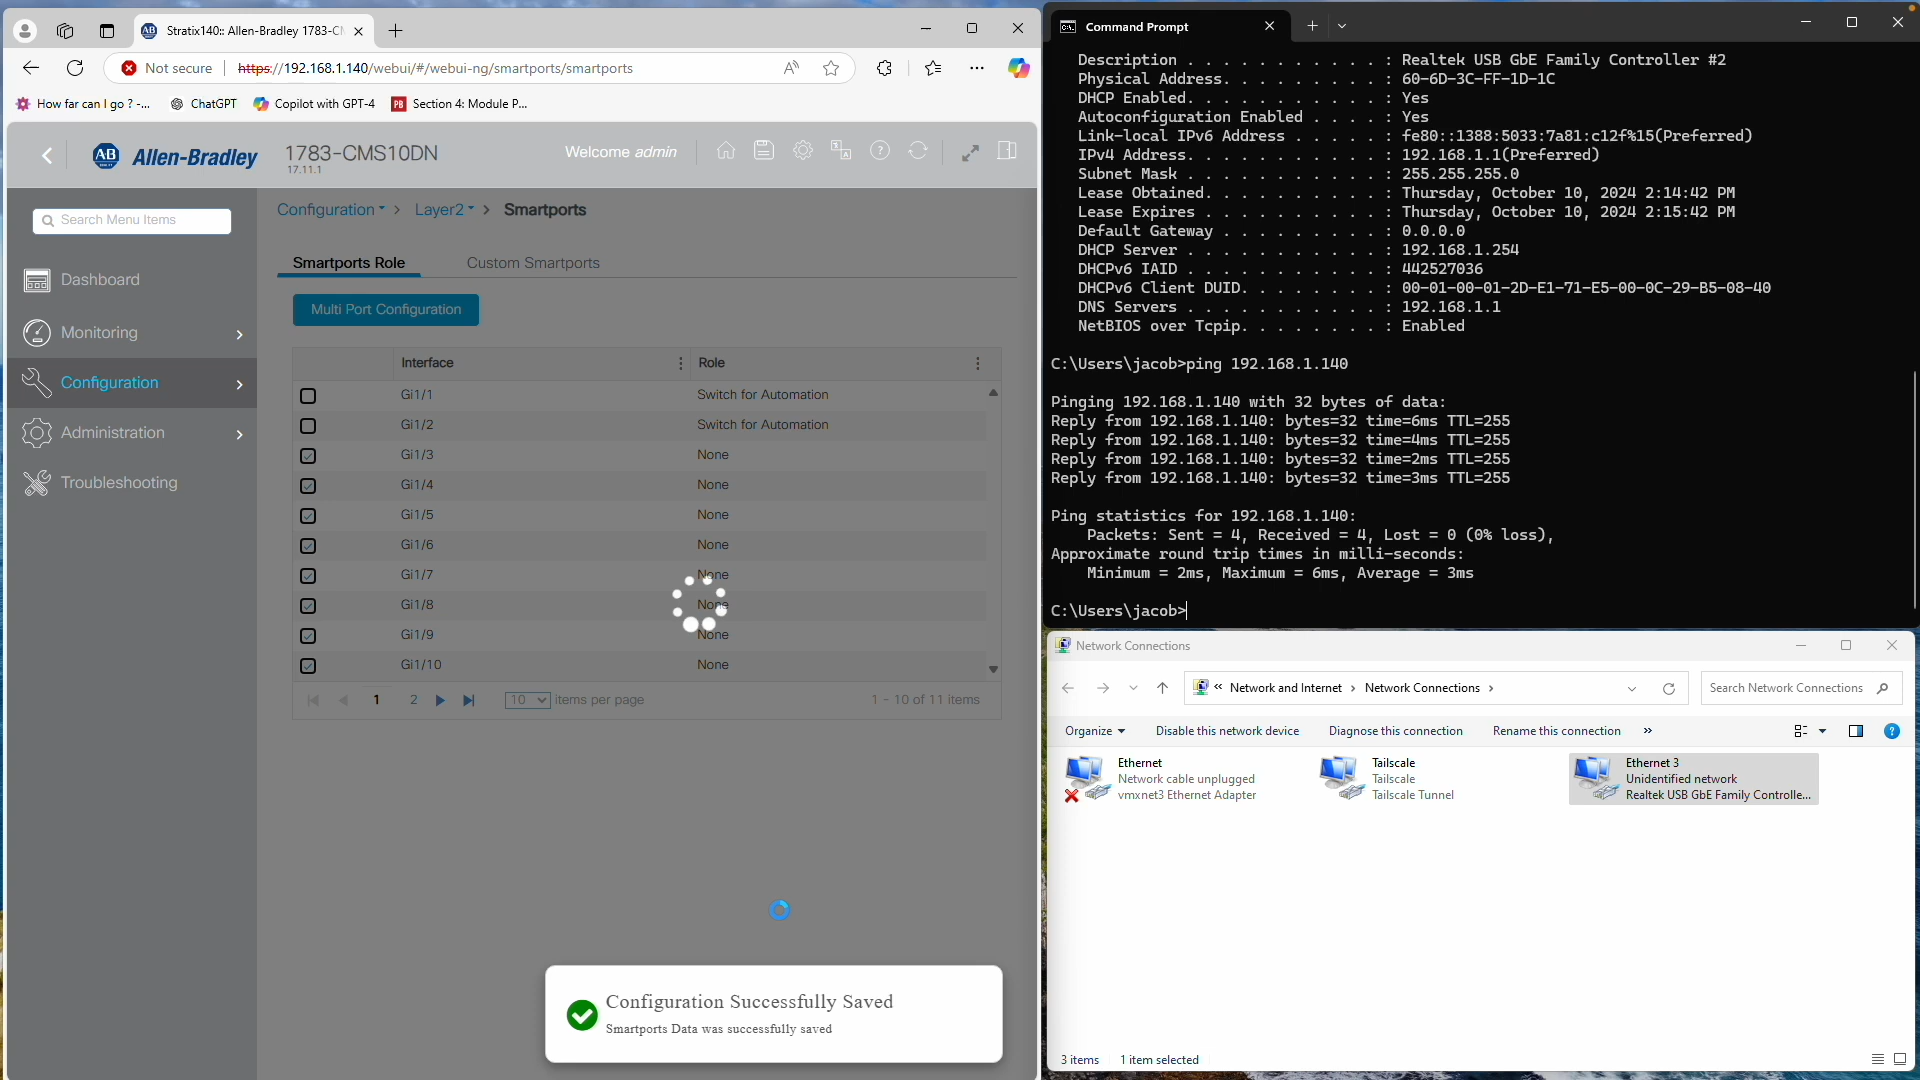 Stratix140:: Allen-Bradley 1783-C
Not secure
https://192.168.1.140/webui/#/webui-ng/smartports/smartports
How far can I go ? -...
ChatGPT
Copilot with GPT-4
PB
Section 4: Module P...
AB
Allen-Bradley
1783-CMS10DN
17.11.1
Welcome admin
Search Menu Items
Dashboard
Monitoring
Configuration
Administration
Troubleshooting
Configuration
Layer2
Smartports
Smartports Role
Custom Smartports
Multi Port Configuration
Interface
Role
Gi1/1
Switch for Automation
Gi1/2
Switch for Automation
Gi1/3
None
Gi1/4
None
Gi1/5
None
Gi1/6
None
Gi1/7
None
Gi1/8
None
Gi1/9
None
Gi1/10
None
1
2
10
items per page
1 - 10 of 11 items
Configuration Successfully Saved
Smartports Data was successfully saved
Command Prompt
Description . . . . . . . . . . . : Realtek USB GbE Family Controller #2
Physical Address. . . . . . . . . : 60-6D-3C-FF-1D-1C
DHCP Enabled. . . . . . . . . . . : Yes
Autoconfiguration Enabled . . . . : Yes
Link-local IPv6 Address . . . . . : fe80::1388:5033:7a81:c12f%15(Preferred)
IPv4 Address. . . . . . . . . . . : 192.168.1.1(Preferred)
Subnet Mask . . . . . . . . . . . : 255.255.255.0
Lease Obtained. . . . . . . . . . : Thursday, October 10, 2024 2:14:42 PM
Lease Expires . . . . . . . . . . : Thursday, October 10, 2024 2:15:42 PM
Default Gateway . . . . . . . . . : 0.0.0.0
DHCP Server . . . . . . . . . . . : 192.168.1.254
DHCPv6 IAID . . . . . . . . . . . : 442527036
DHCPv6 Client DUID. . . . . . . . : 00-01-00-01-2D-E1-71-E5-00-0C-29-B5-08-40
DNS Servers . . . . . . . . . . . : 192.168.1.1
NetBIOS over Tcpip. . . . . . . . : Enabled
C:\Users\jacob>ping 192.168.1.140
Pinging 192.168.1.140 with 32 bytes of data:
Reply from 192.168.1.140: bytes=32 time=6ms TTL=255
Reply from 192.168.1.140: bytes=32 time=4ms TTL=255
Reply from 192.168.1.140: bytes=32 time=2ms TTL=255
Reply from 192.168.1.140: bytes=32 time=3ms TTL=255
Ping statistics for 192.168.1.140:
Packets: Sent = 4, Received = 4, Lost = 0 (0% loss),
Approximate round trip times in milli-seconds:
Minimum = 2ms, Maximum = 6ms, Average = 3ms
C:\Users\jacob>
Network Connections
« Network and Internet > Network Connections >
Search Network Connections
Organize
Disable this network device
Diagnose this connection
Rename this connection
»
Ethernet
Network cable unplugged
vmxnet3 Ethernet Adapter
Tailscale
Tailscale
Tailscale Tunnel
Ethernet 3
Unidentified network
Realtek USB GbE Family Controlle...
3 items
1 item selected